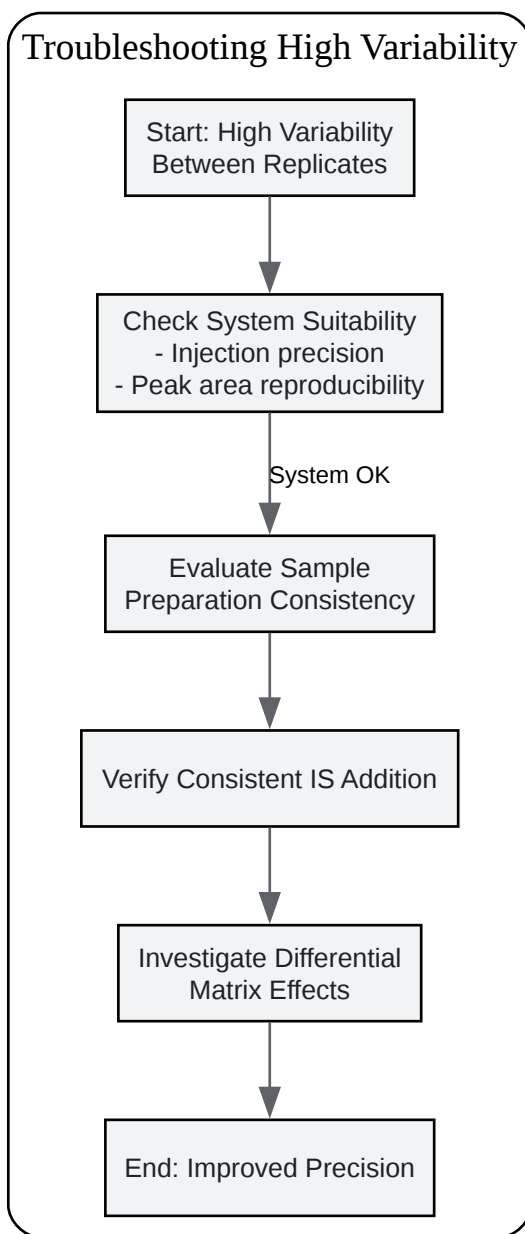 Troubleshooting High Variability
Start: High Variability
Between Replicates
Check System Suitability
- Injection precision
- Peak area reproducibility
System OK
Evaluate Sample
Preparation Consistency
Verify Consistent IS Addition
Investigate Differential
Matrix Effects
End: Improved Precision